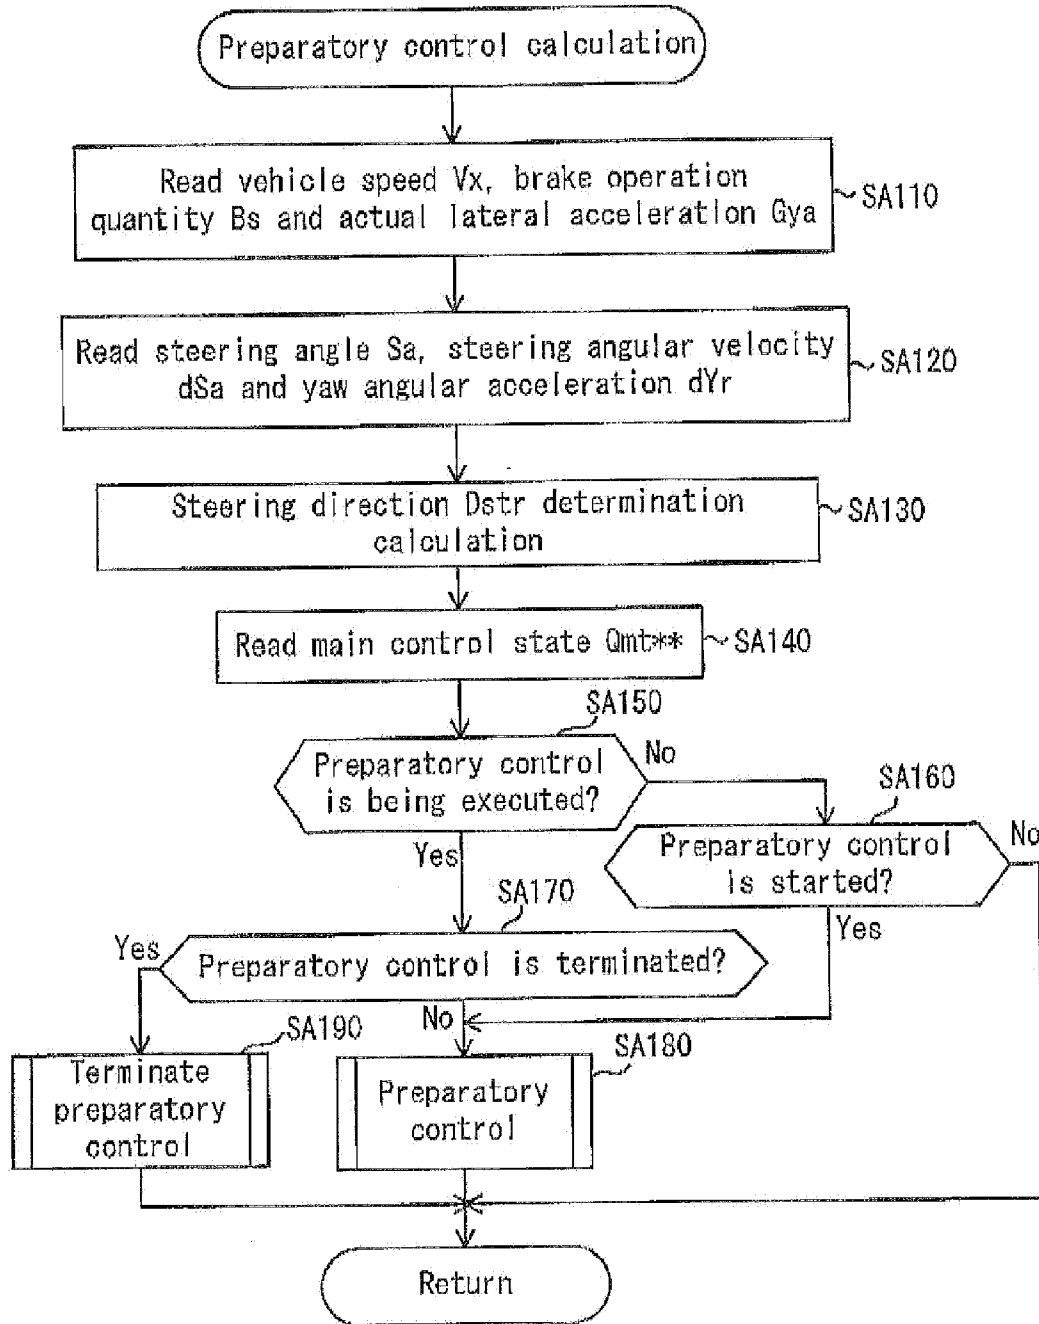 Preparatory control calculation
Read vehicle speed Vx, brake operation
quantity Bs and actual lateral acceleration Gya
SA110
Read steering angle Sa, steering angular velocity
dSa and yaw angular acceleration dYr
SA120
Steering direction Dstr determination
calculation
SA130
Read main control state Qmt**
SA140
SA150
Preparatory control
is being executed?
No
SA160
Preparatory control
is started?
No
Yes
Yes
SA170
Yes
Preparatory control is terminated?
No
SA190
Terminate
preparatory
control
SA180
Preparatory
control
Return